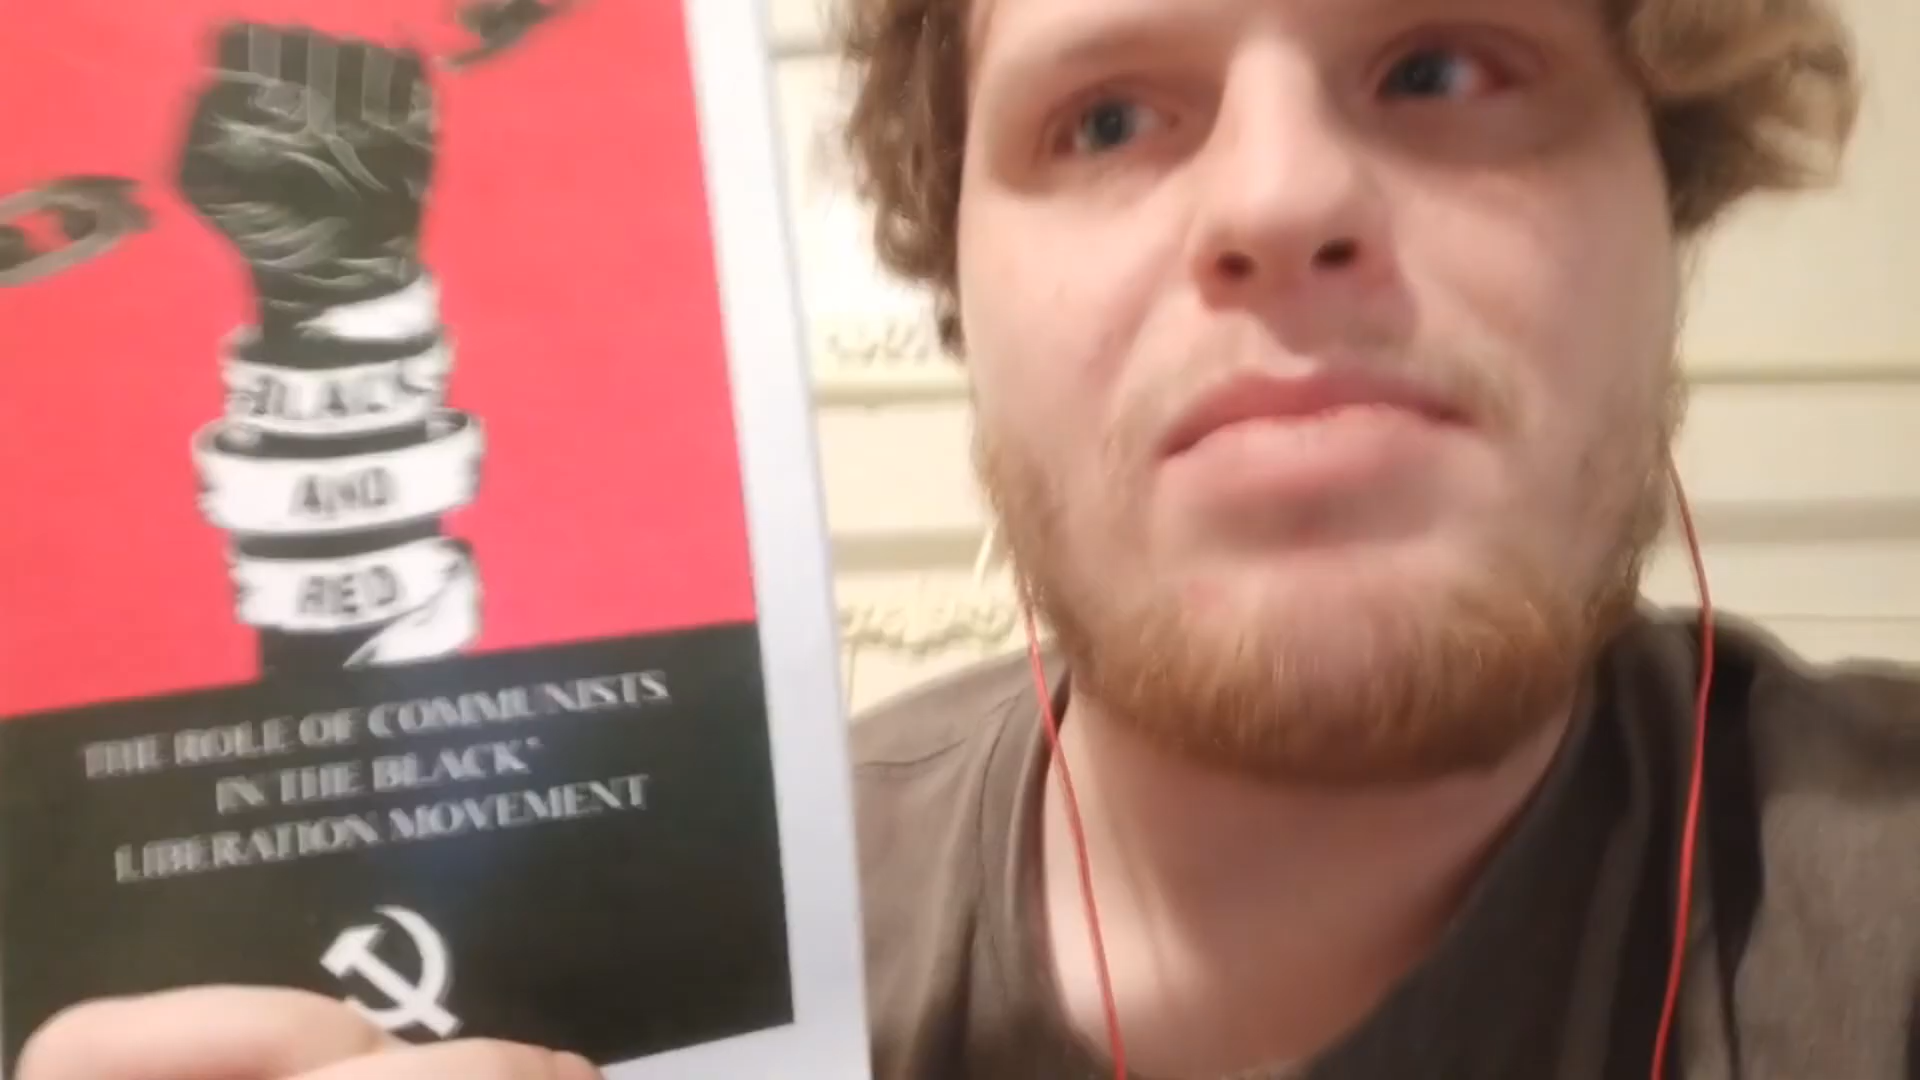 BLACK
AND
RED
THE ROLE OF COMMUNISTS
IN THE BLACK
LIBERATION MOVEMENT